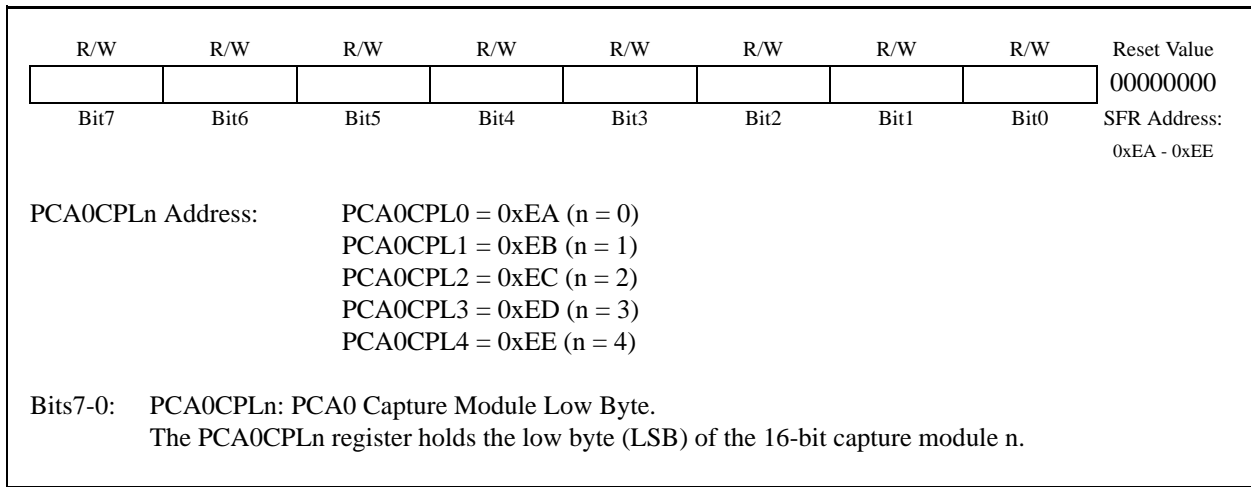 R/W R/W R/W R/W R/W R/W R/W R/W Reset Value
00000000
Bit7 Bit6 Bit5 Bit4 Bit3 Bit2 Bit1 Bit0 SFR Address:
0xEA - 0xEE
PCA0CPLn Address: PCA0CPL0 = 0xEA (n = 0)
PCA0CPL1 = 0xEB (n = 1)
PCA0CPL2 = 0xEC (n = 2)
PCA0CPL3 = 0xED (n = 3)
PCA0CPL4 = 0xEE (n = 4)
Bits7-0: PCA0CPLn: PCA0 Capture Module Low Byte.
The PCA0CPLn register holds the low byte (LSB) of the 16-bit capture module n.